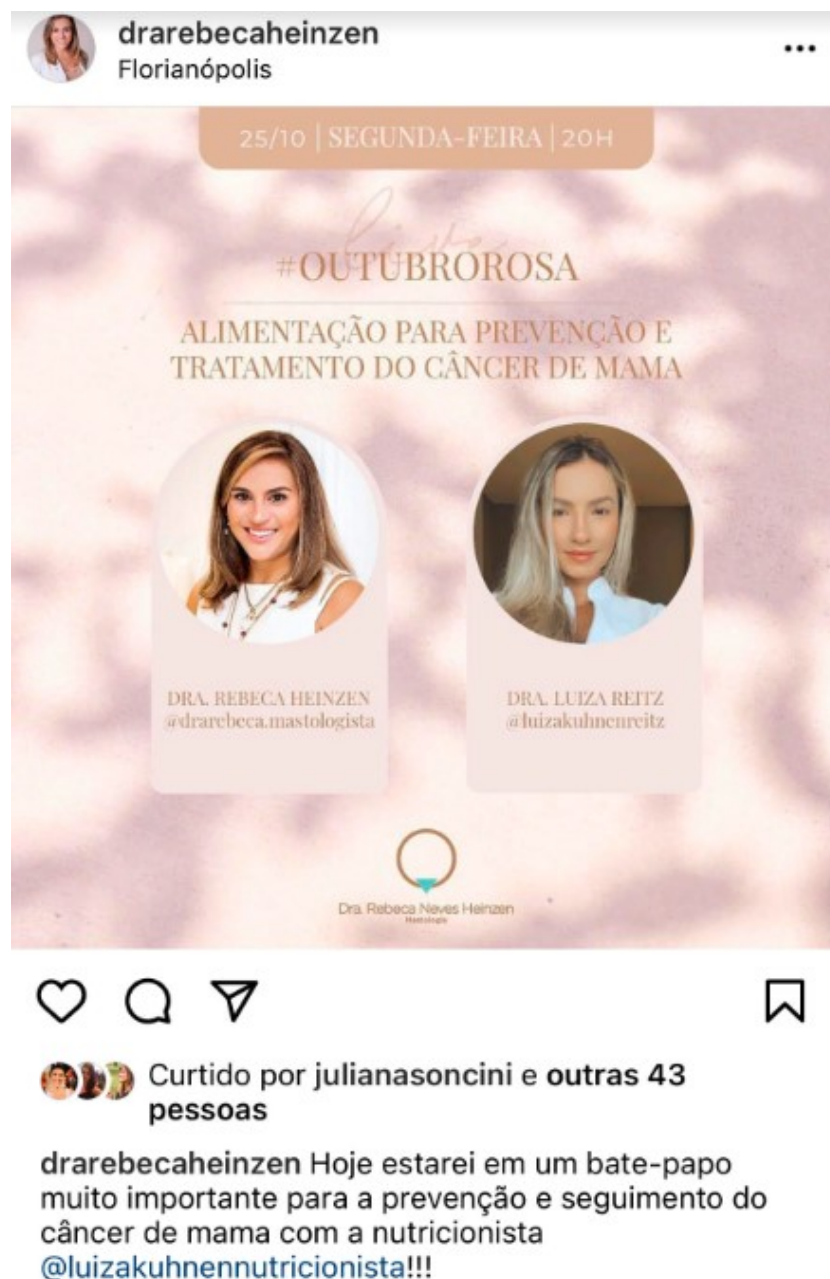 drarebecaheinzen
Florianópolis
25/10 | SEGUNDA-FEIRA | 20H
live
#OUTUBROROSA
ALIMENTAÇÃO PARA PREVENÇÃO E
TRATAMENTO DO CÂNCER DE MAMA
DRA. REBECA HEINZEN
@drarebeca.mastologista
DRA. LUIZA REITZ
@luizakuhnenreitz
Dra. Rebeca Neves Heinzen
Mastologia
Curtido por julianasoncini e outras 43
pessoas
drarebecaheinzen Hoje estarei em um bate-papo
muito importante para a prevenção e seguimento do
câncer de mama com a nutricionista
@luizakuhnennutricionista!!!